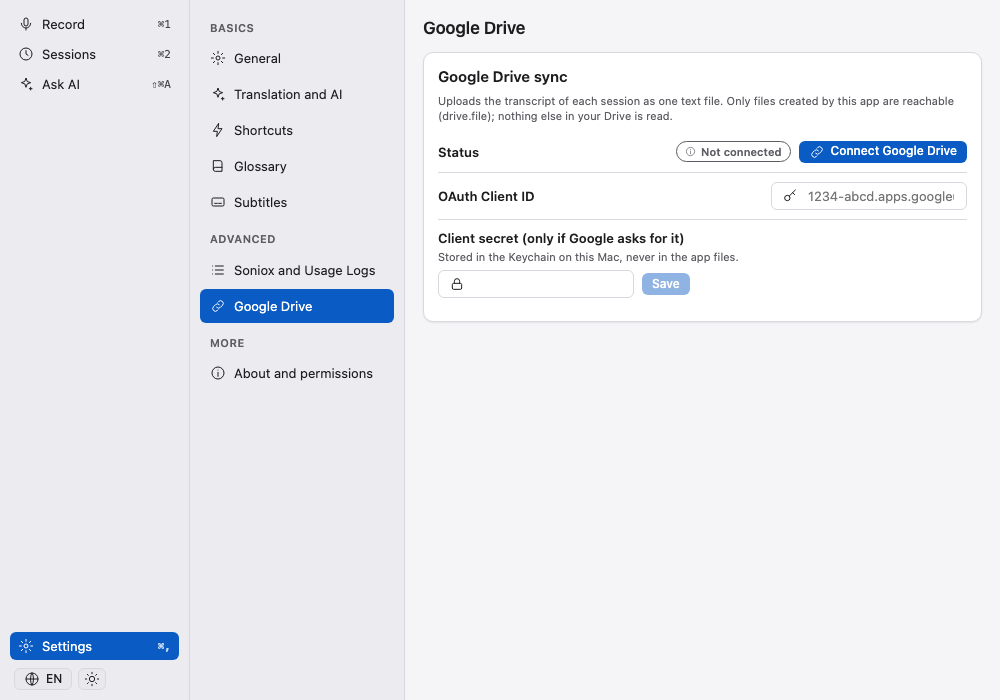 Record ⌘1
Sessions ⌘2
Ask AI ⇧⌘A
Settings ⌘,
EN
BASICS
General
Translation and AI
Shortcuts
Glossary
Subtitles
ADVANCED
Soniox and Usage Logs
Google Drive
MORE
About and permissions
Google Drive
Google Drive sync
Uploads the transcript of each session as one text file. Only files created by this app are reachable
(drive.file); nothing else in your Drive is read.
Status Not connected Connect Google Drive
OAuth Client ID 1234-abcd.apps.google
Client secret (only if Google asks for it)
Stored in the Keychain on this Mac, never in the app files.
Save